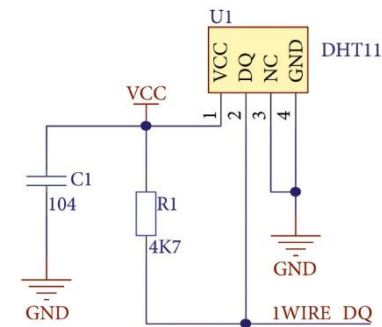 U1
DHT11
VCC
DQ
NC
GND
1
2
3
4
VCC
C1
104
R1
4K7
GND
GND
1WIRE DQ